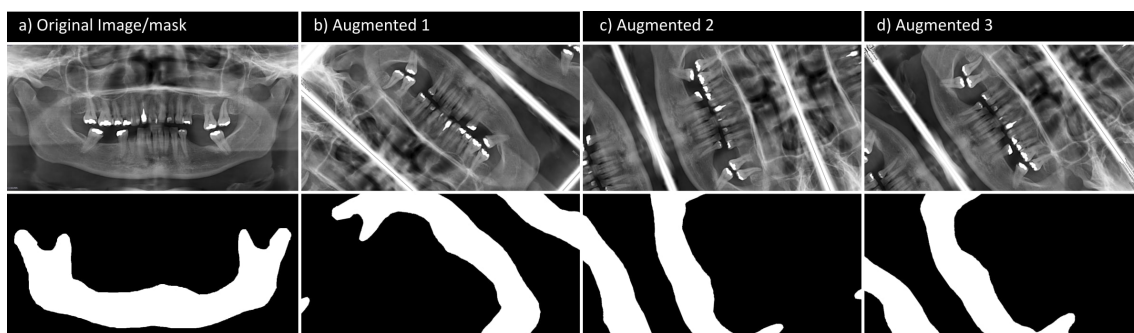 a) Original Image/mask
b) Augmented 1
c) Augmented 2
d) Augmented 3